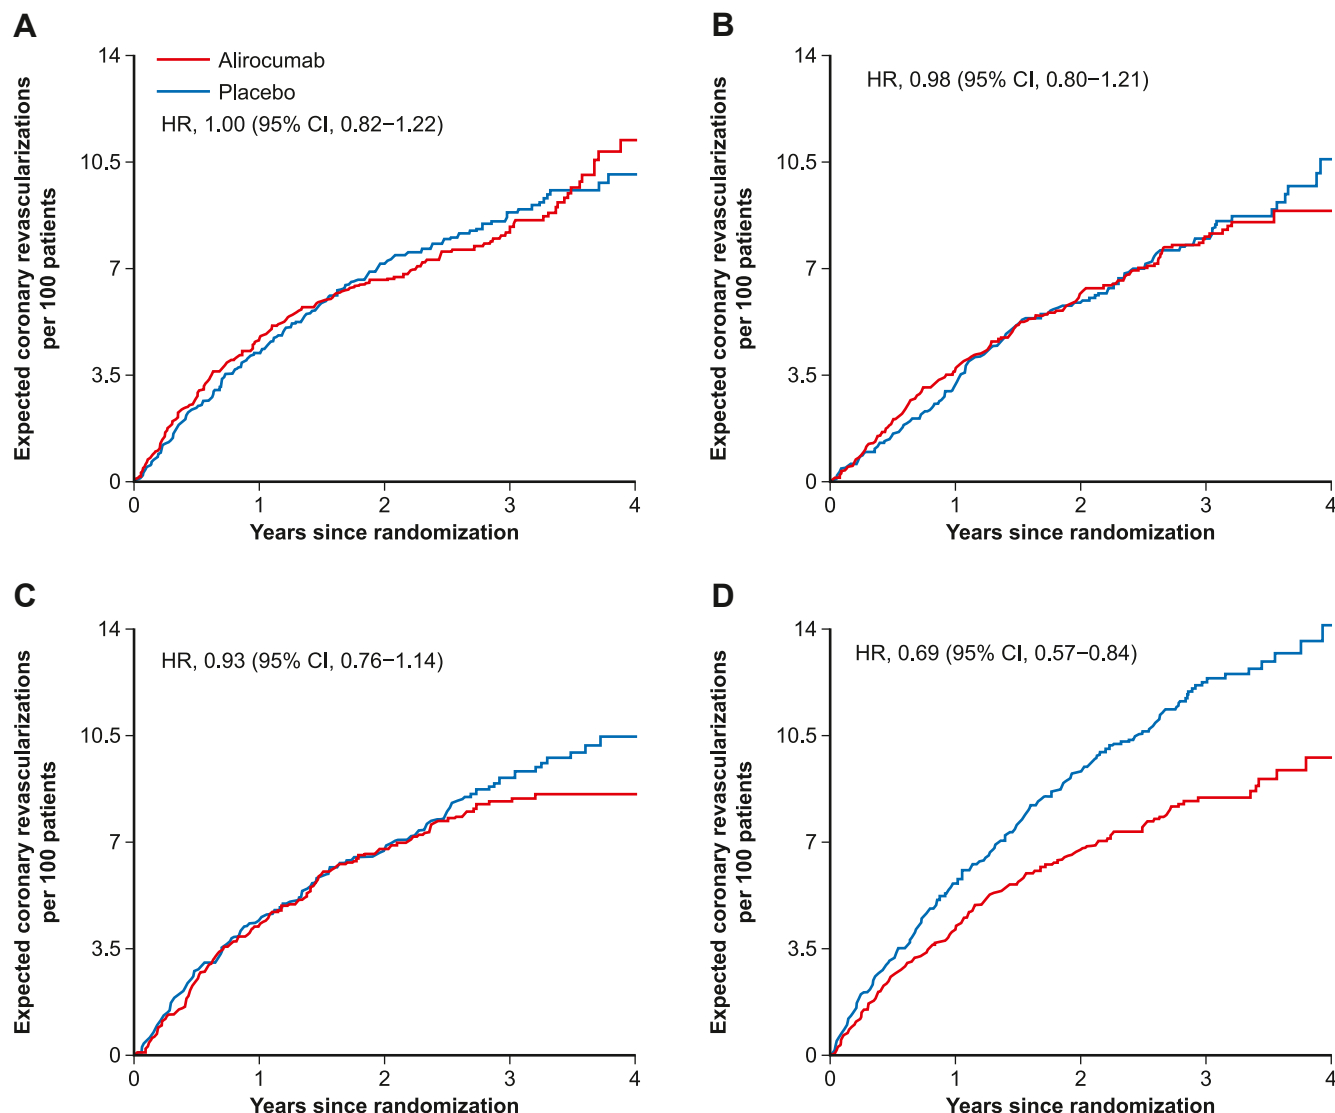 A
Expected coronary revascularizations
per 100 patients
14
10.5
7
3.5
0
Alirocumab
Placebo
HR, 1.00 (95% CI, 0.82–1.22)
0 1 2 3 4
Years since randomization
B
Expected coronary revascularizations
per 100 patients
14
10.5
7
3.5
0
HR, 0.98 (95% CI, 0.80–1.21)
0 1 2 3 4
Years since randomization
C
Expected coronary revascularizations
per 100 patients
14
10.5
7
3.5
0
HR, 0.93 (95% CI, 0.76–1.14)
0 1 2 3 4
Years since randomization
D
Expected coronary revascularizations
per 100 patients
14
10.5
7
3.5
0
HR, 0.69 (95% CI, 0.57–0.84)
0 1 2 3 4
Years since randomization